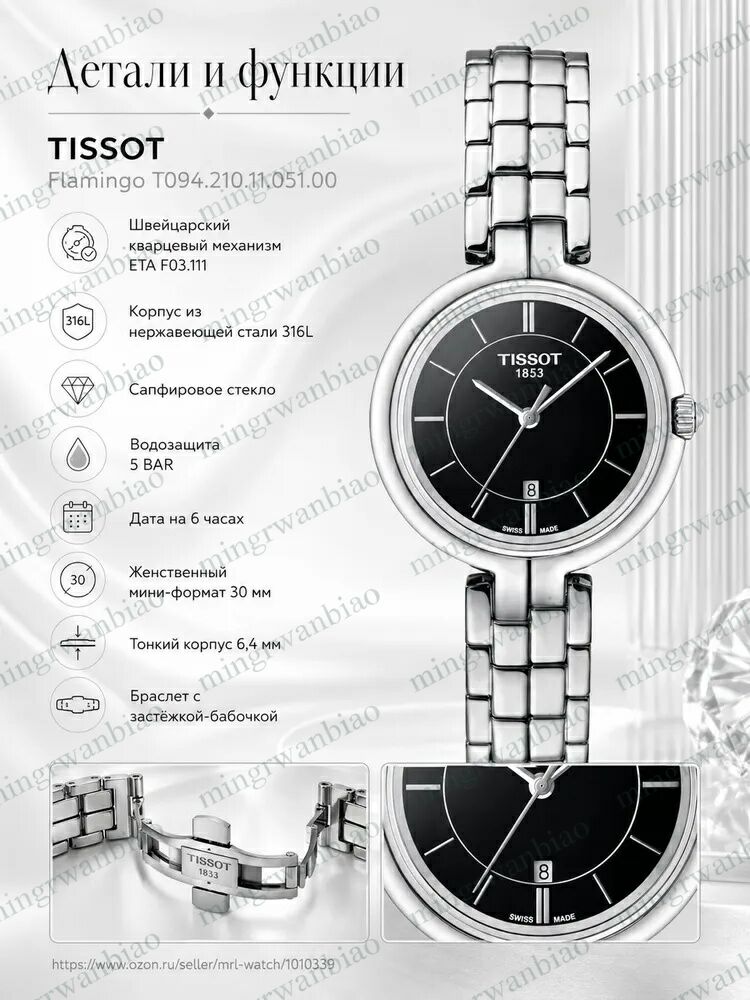 Детали и функции
TISSOT
Flamingo T094.210.11.051.00
Швейцарский
кварцевый механизм
ETA F03.111
316L
Корпус из
нержавеющей стали 316L
Сапфировое стекло
Водозащита
5 BAR
Дата на 6 часах
30
Женственный
мини-формат 30 мм
Тонкий корпус 6,4 мм
Браслет с
застёжкой-бабочкой
TISSOT
1853
8
SWISS MADE
TISSOT
1833
8
SWISS MADE
https://www.ozon.ru/seller/mrl-watch/1010339
mingrwanbiao